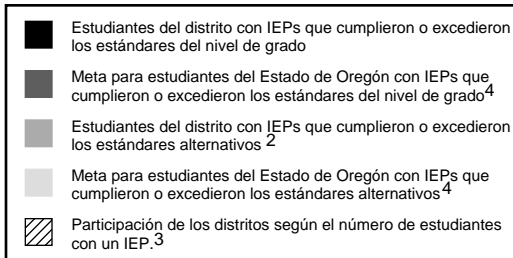 Estudiantes del distrito con IEPs que cumplieron o excedieron
los estándares del nivel de grado
Meta para estudiantes del Estado de Oregón con IEPs que
cumplieron o excedieron los estándares del nivel de grado4
Estudiantes del distrito con IEPs que cumplieron o excedieron
los estándares alternativos 2
Meta para estudiantes del Estado de Oregón con IEPs que
cumplieron o excedieron los estándares alternativos4
Participación de los distritos según el número de estudiantes
con un IEP.3